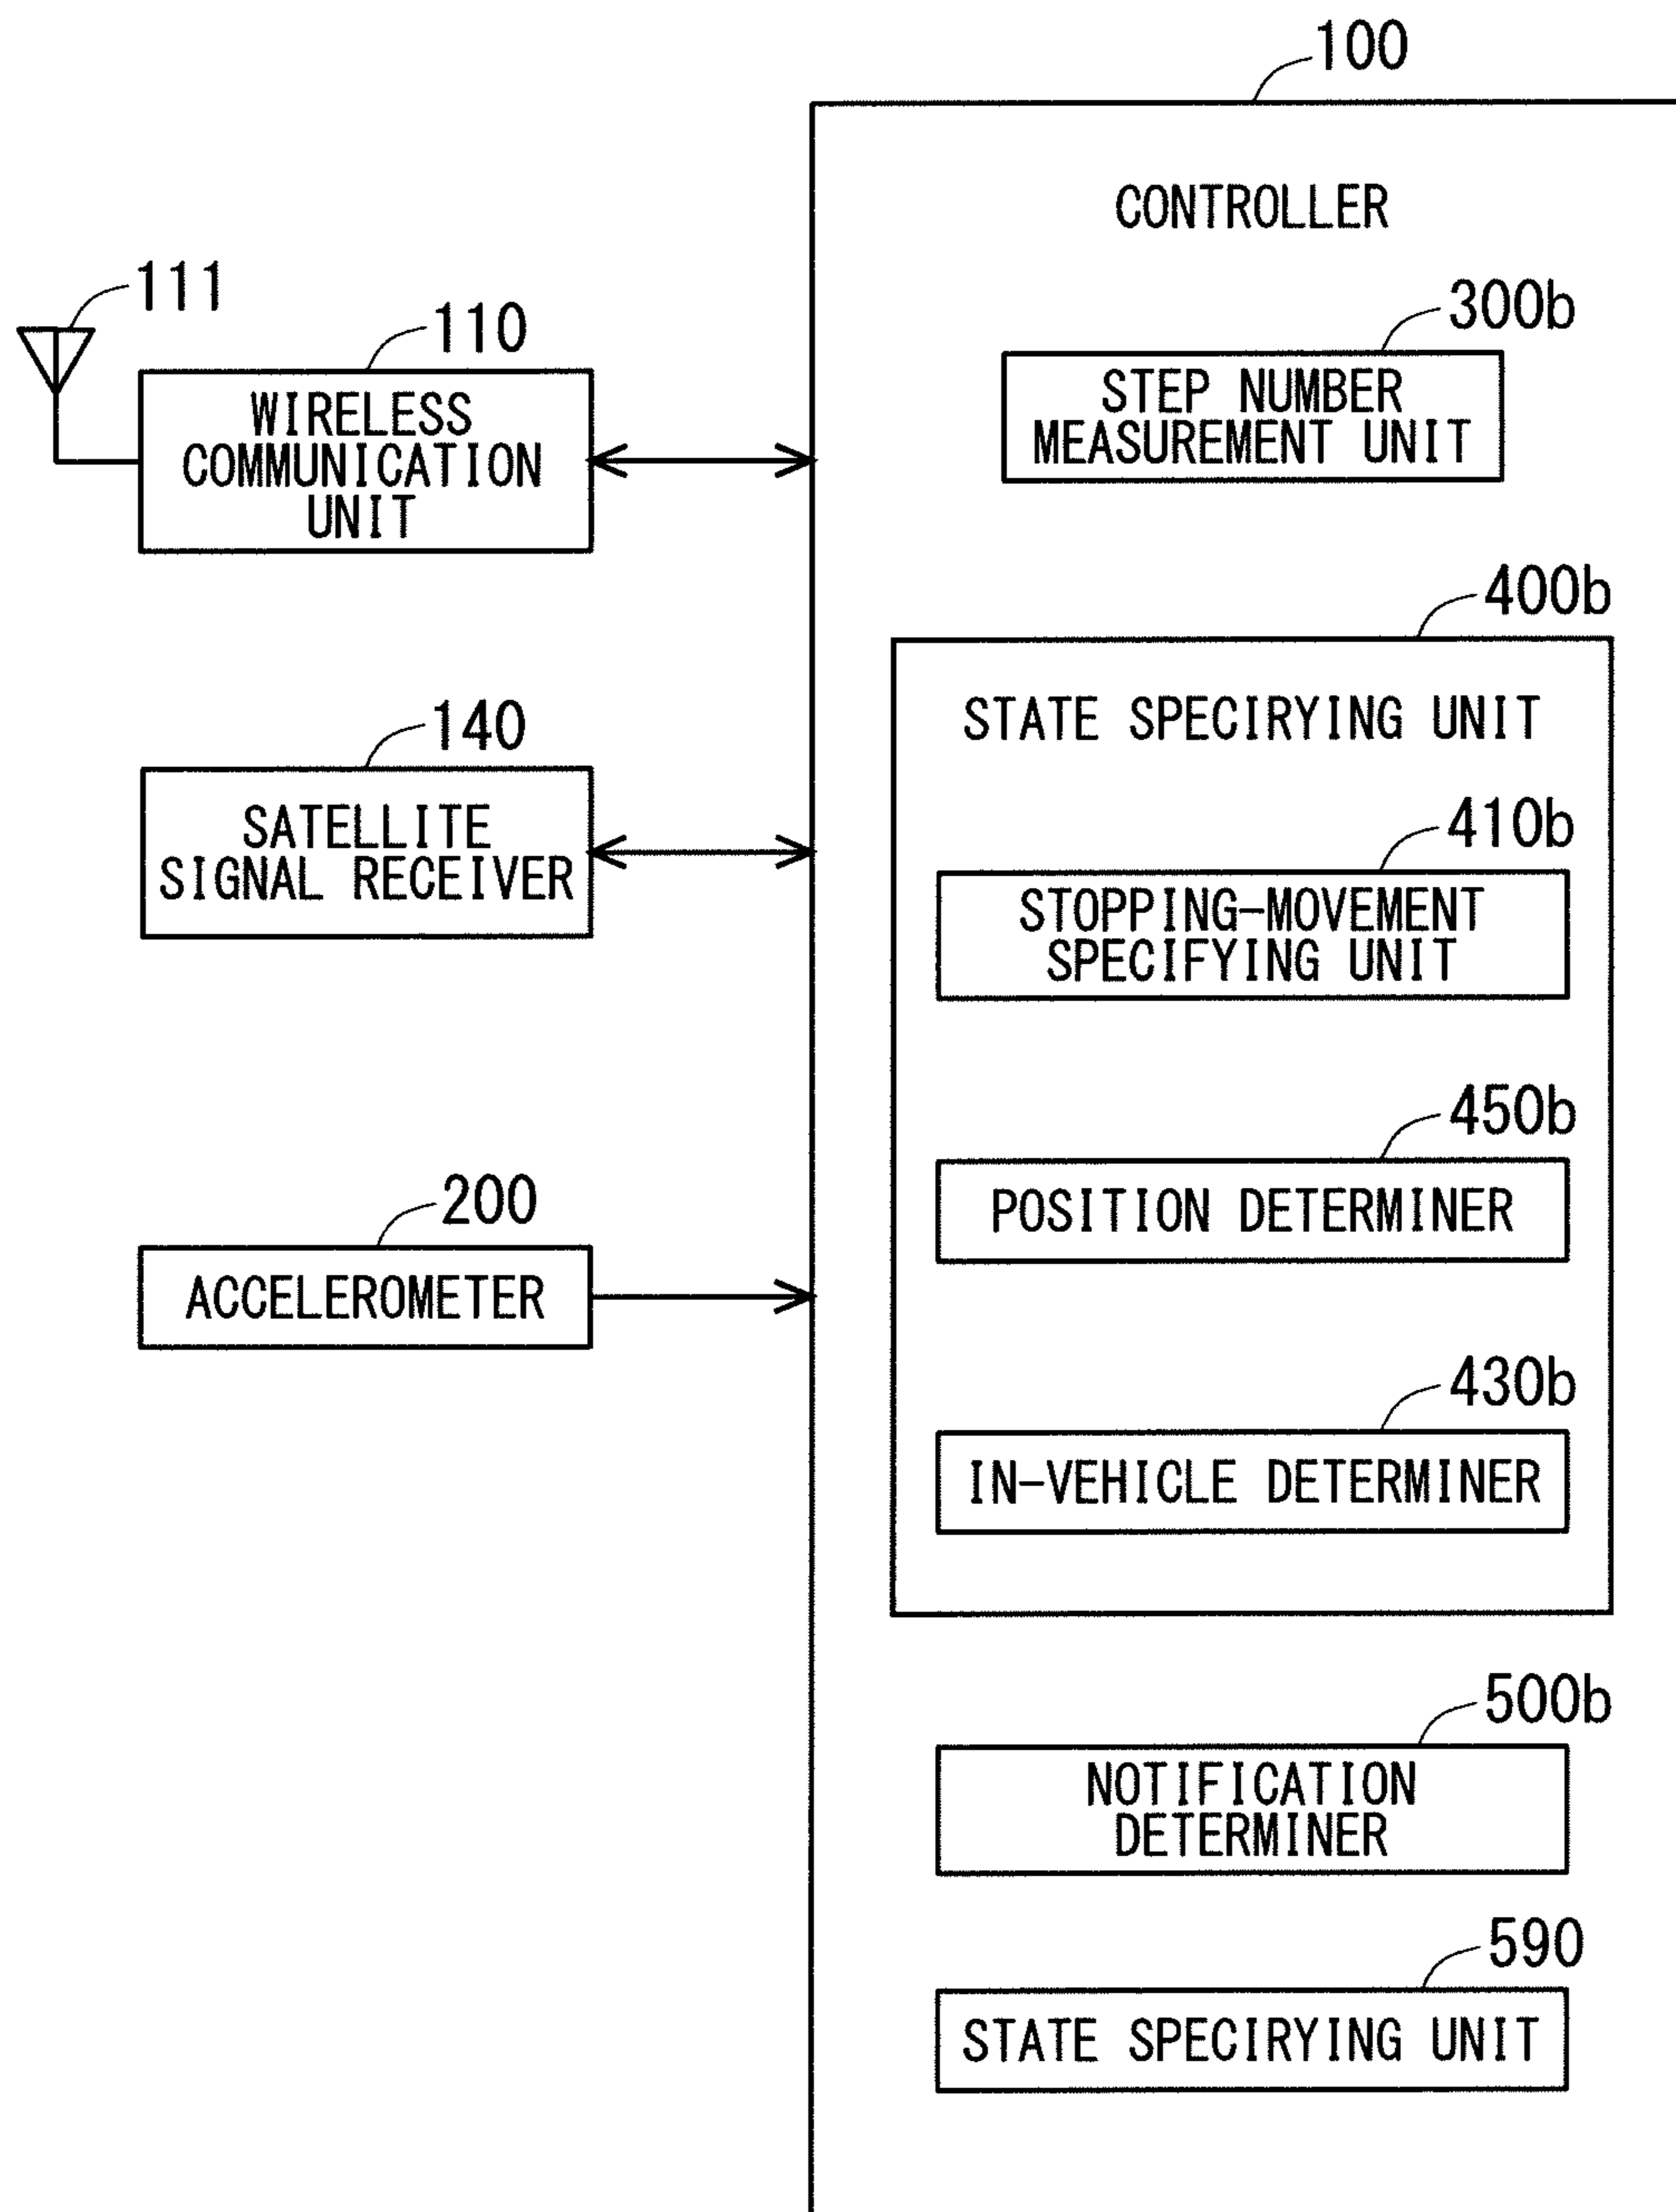 100
CONTROLLER
111
110
WIRELESS
COMMUNICATION
UNIT
300b
STEP NUMBER
MEASUREMENT UNIT
400b
STATE SPECIRYING UNIT
140
SATELLITE
SIGNAL RECEIVER
410b
STOPPING-MOVEMENT
SPECIFYING UNIT
450b
POSITION DETERMINER
200
ACCELEROMETER
430b
IN-VEHICLE DETERMINER
500b
NOTIFICATION
DETERMINER
590
STATE SPECIRYING UNIT